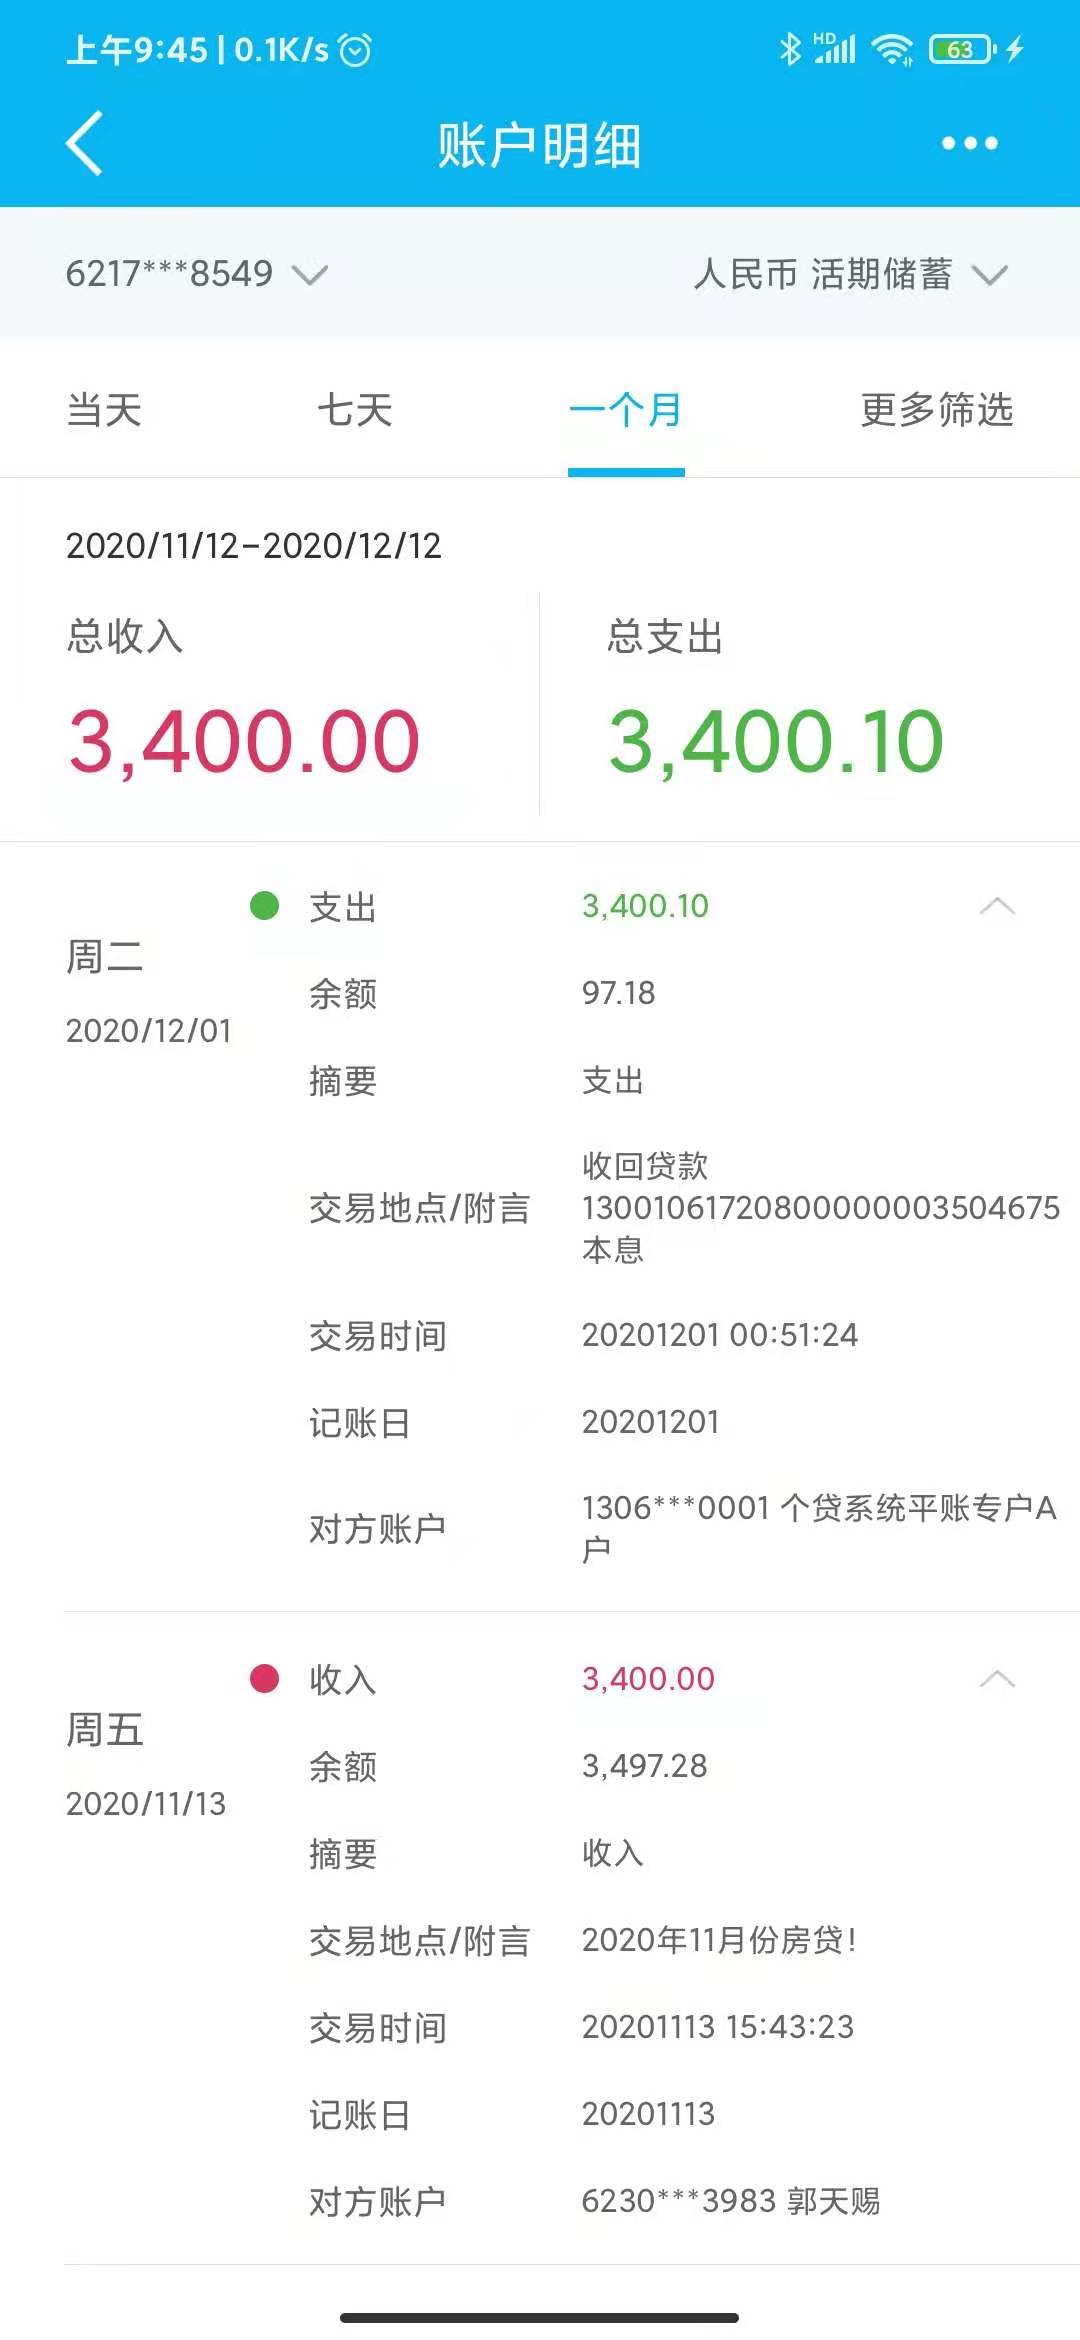 上午9:45 | 0.1K/s
HD
63
账户明细
6217***8549
人民币 活期储蓄
当天 七天 一个月 更多筛选
2020/11/12-2020/12/12
总收入 总支出
3,400.00 3,400.10
支出 3,400.10
周二
余额 97.18
2020/12/01
摘要 支出
收回贷款
交易地点/附言 13001061720800000003504675
本息
交易时间 20201201 00:51:24
记账日 20201201
1306***0001 个贷系统平账专户A
对方账户
户
收入 3,400.00
周五
余额 3,497.28
2020/11/13
摘要 收入
交易地点/附言 2020年11月份房贷!
交易时间 20201113 15:43:23
记账日 20201113
对方账户 6230***3983 郭天赐